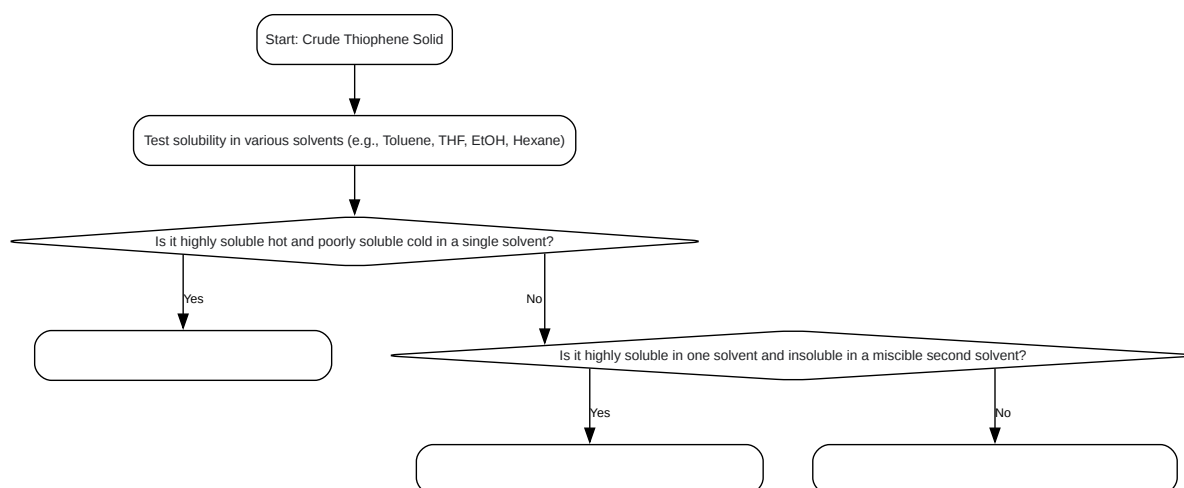 Start: Crude Thiophene Solid
Test solubility in various solvents (e.g., Toluene, THF, EtOH, Hexane)
Is it highly soluble hot and poorly soluble cold in a single solvent?
Yes
No
Is it highly soluble in one solvent and insoluble in a miscible second solvent?
Yes
No